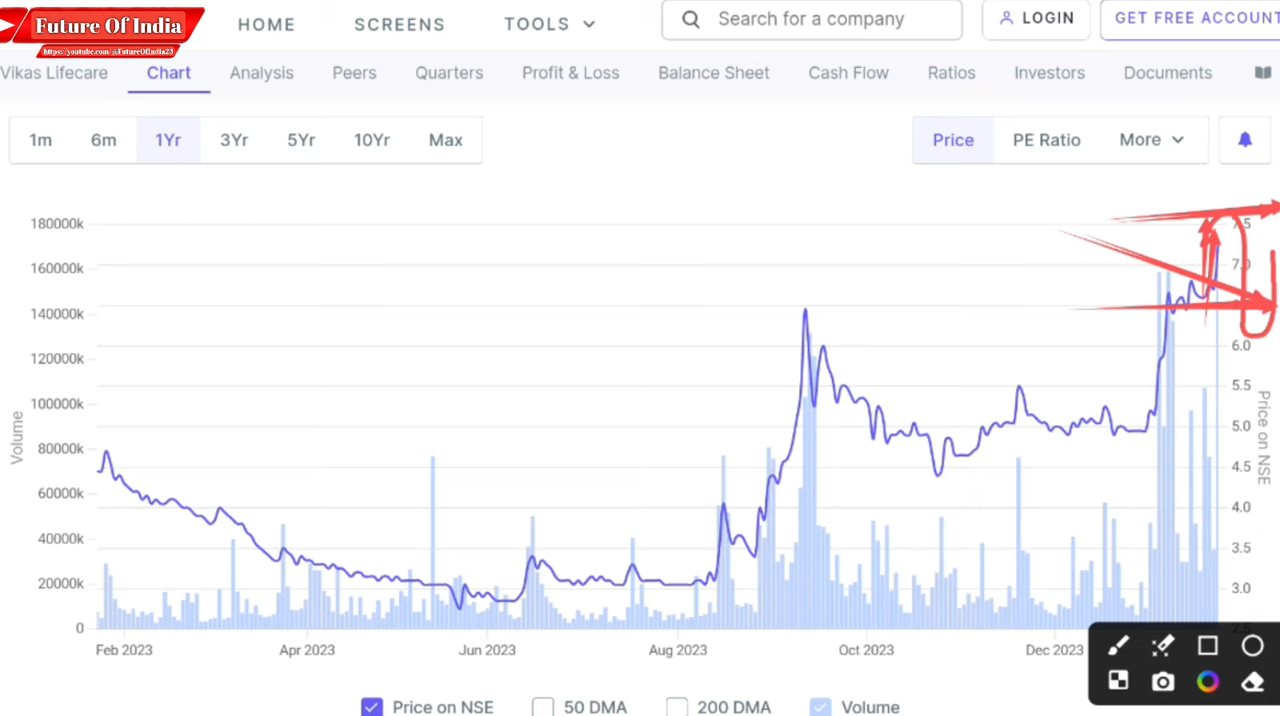 Future Of India
https://youtube.com/@FutureOfIndia23
HOME SCREENS TOOLS Search for a company LOGIN GET FREE ACCOUNT
Vikas Lifecare Chart Analysis Peers Quarters Profit & Loss Balance Sheet Cash Flow Ratios Investors Documents
1m 6m 1Yr 3Yr 5Yr 10Yr Max Price PE Ratio More
180000k
160000k
140000k
120000k
100000k
80000k
60000k
40000k
20000k
0
Volume
7.5
7.0
6.0
5.5
5.0
4.5
4.0
3.5
3.0
2.5
Price on NSE
Feb 2023 Apr 2023 Jun 2023 Aug 2023 Oct 2023 Dec 2023
Price on NSE 50 DMA 200 DMA Volume